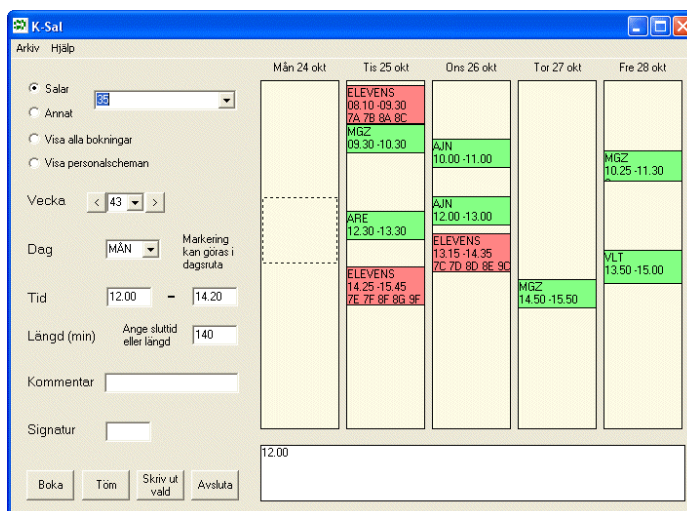 K-Sal
Arkiv Hjälp
Salar
Annat
35
Visa alla bokningar
Visa personalscheman
Vecka < 43 >
Dag MÅN
Markering
kan göras i
dagsruta
Tid 12.00 – 14.20
Längd (min)
Ange sluttid
eller längd
140
Kommentar
Signatur
Boka
Töm
Skriv ut
vald
Avsluta
Mån 24 okt
Tis 25 okt
ELEVENS
08.10 -09.30
7A 7B 8A 8C
MGZ
09.30 -10.30
ARE
12.30 -13.30
ELEVENS
14.25 -15.45
7E 7F 8F 8G 9F
Ons 26 okt
AJN
10.00 -11.00
AJN
12.00 -13.00
ELEVENS
13.15 -14.35
7C 7D 8D 8E 9C
Tor 27 okt
MGZ
14.50 -15.50
Fre 28 okt
MGZ
10.25 -11.30
VLT
13.50 -15.00
12.00